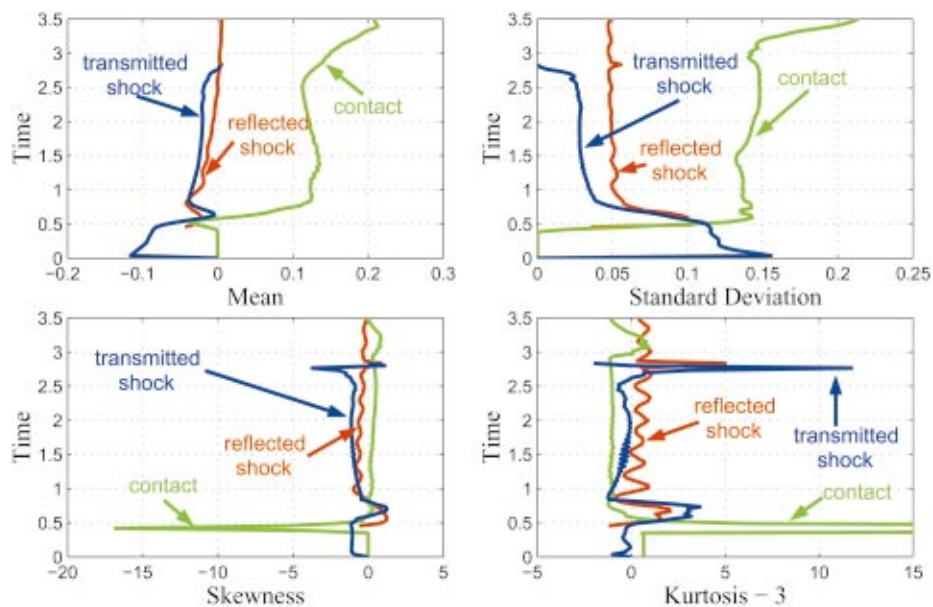 3.5
3
2.5
2
1.5
1
0.5
0
Time
transmitted
shock
reflected
shock
contact
−0.2 −0.1 0 0.1 0.2 0.3
Mean
3.5
3
2.5
2
1.5
1
0.5
0
Time
transmitted
shock
contact
reflected
shock
0 0.05 0.1 0.15 0.2 0.25
Standard Deviation
3.5
3
2.5
2
1.5
1
0.5
0
Time
transmitted
shock
reflected
shock
contact
−20 −15 −10 −5 0 5
Skewness
3.5
3
2.5
2
1.5
1
0.5
0
Time
reflected
shock
transmitted
shock
contact
−5 0 5 10 15
Kurtosis − 3